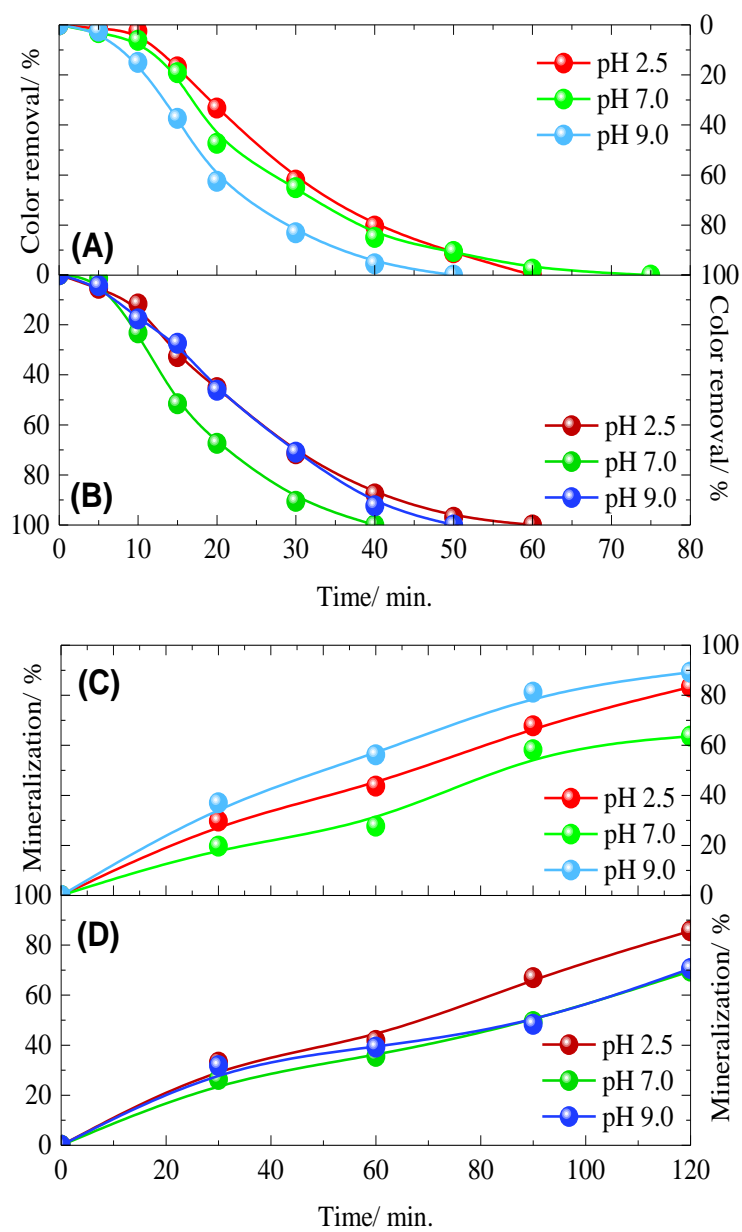 0
20
40
60
80
100
Color removal/ %
pH 2.5
pH 7.0
pH 9.0
(A)
0
20
40
60
80
100
Color removal/ %
pH 2.5
pH 7.0
pH 9.0
(B)
0 10 20 30 40 50 60 70 80
Time/ min.
100
80
60
40
20
0
Mineralization/ %
(C)
pH 2.5
pH 7.0
pH 9.0
100
80
60
40
20
0
Mineralization/ %
(D)
pH 2.5
pH 7.0
pH 9.0
0 20 40 60 80 100 120
Time/ min.